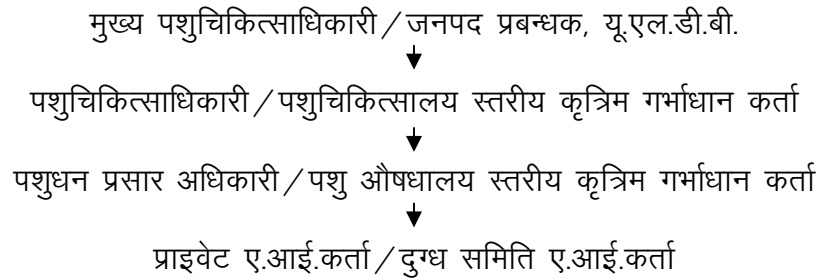 मुख्य पशुचिकित्साधिकारी/जनपद प्रबन्धक, यू.एल.डी.बी.
पशुचिकित्साधिकारी/पशुचिकित्सालय स्तरीय कृत्रिम गर्भाधान कर्ता
पशुधन प्रसार अधिकारी/पशु औषधालय स्तरीय कृत्रिम गर्भाधान कर्ता
प्राइवेट ए.आई.कर्ता/दुग्ध समिति ए.आई.कर्ता